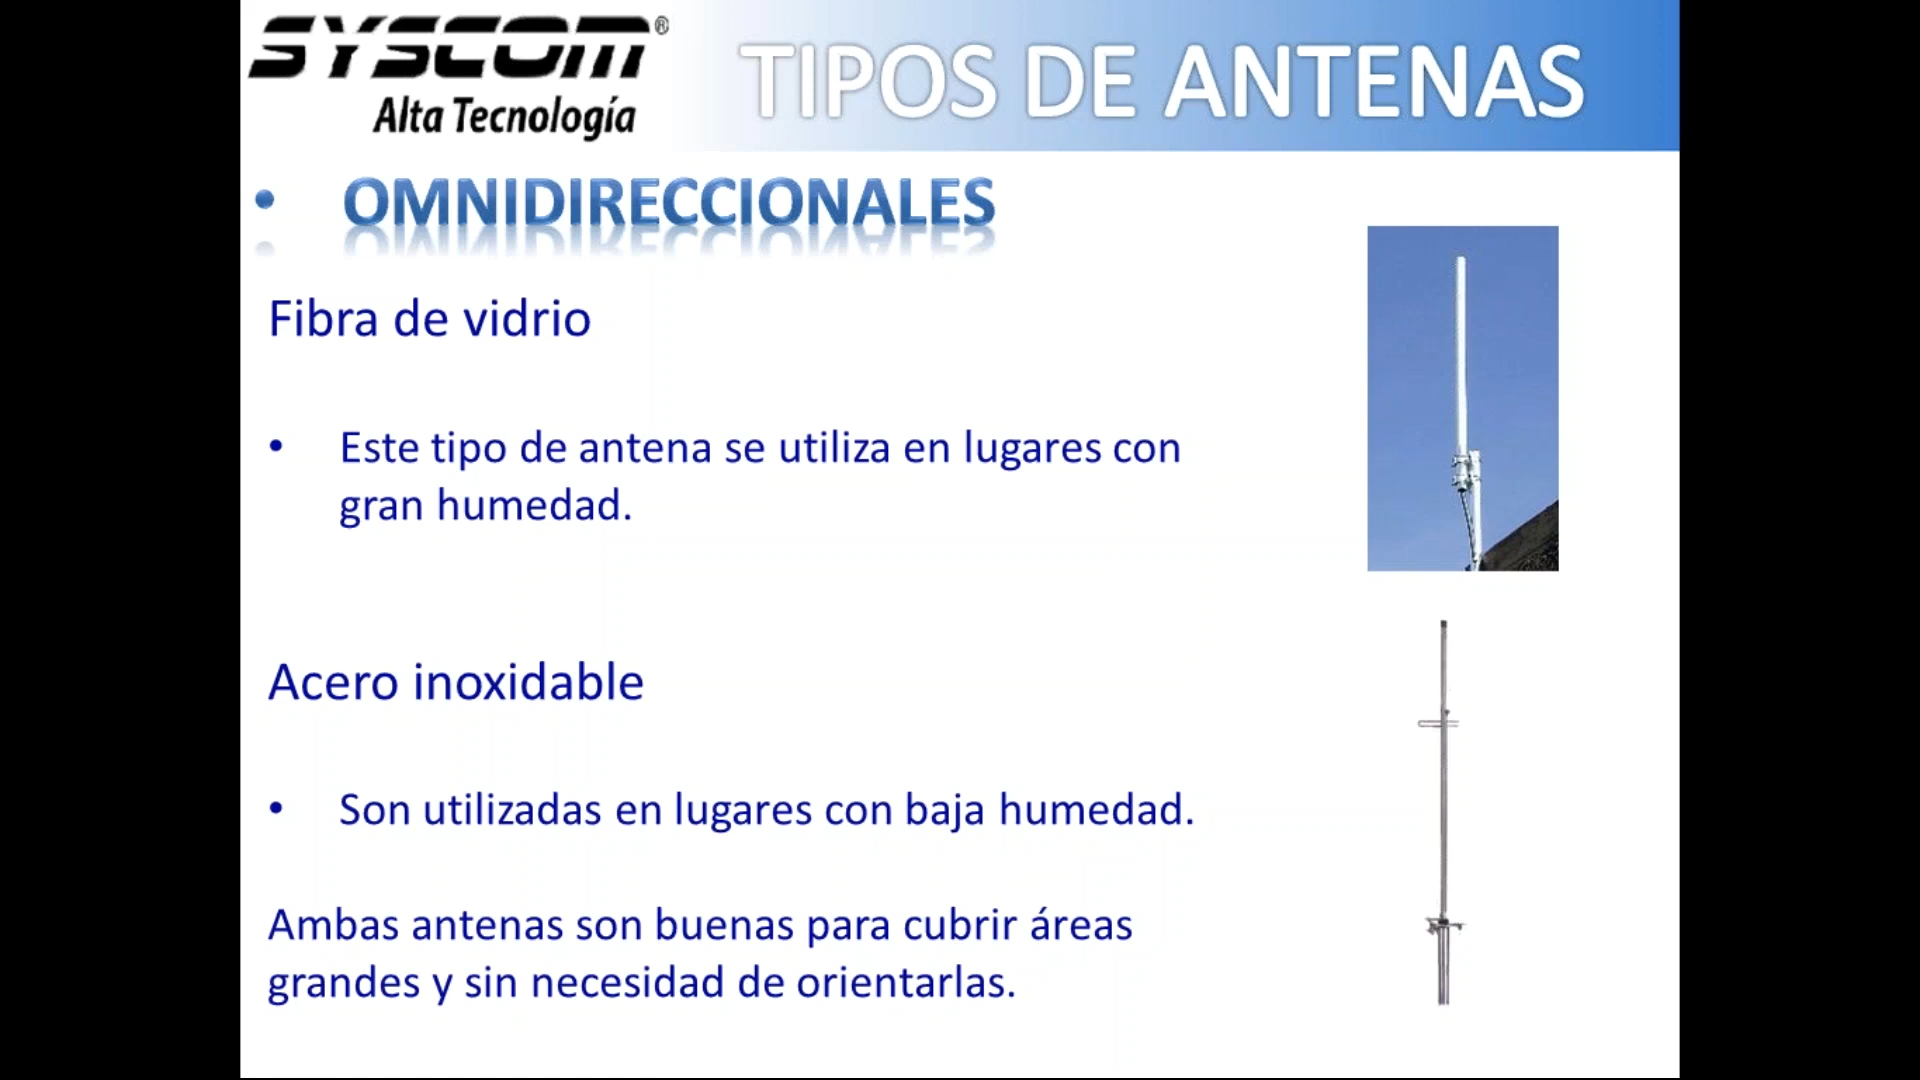 SYSCOM®
Alta Tecnología
TIPOS DE ANTENAS
• OMNIDIRECCIONALES
Fibra de vidrio
• Este tipo de antena se utiliza en lugares con
gran humedad.
Acero inoxidable
• Son utilizadas en lugares con baja humedad.
Ambas antenas son buenas para cubrir áreas
grandes y sin necesidad de orientarlas.